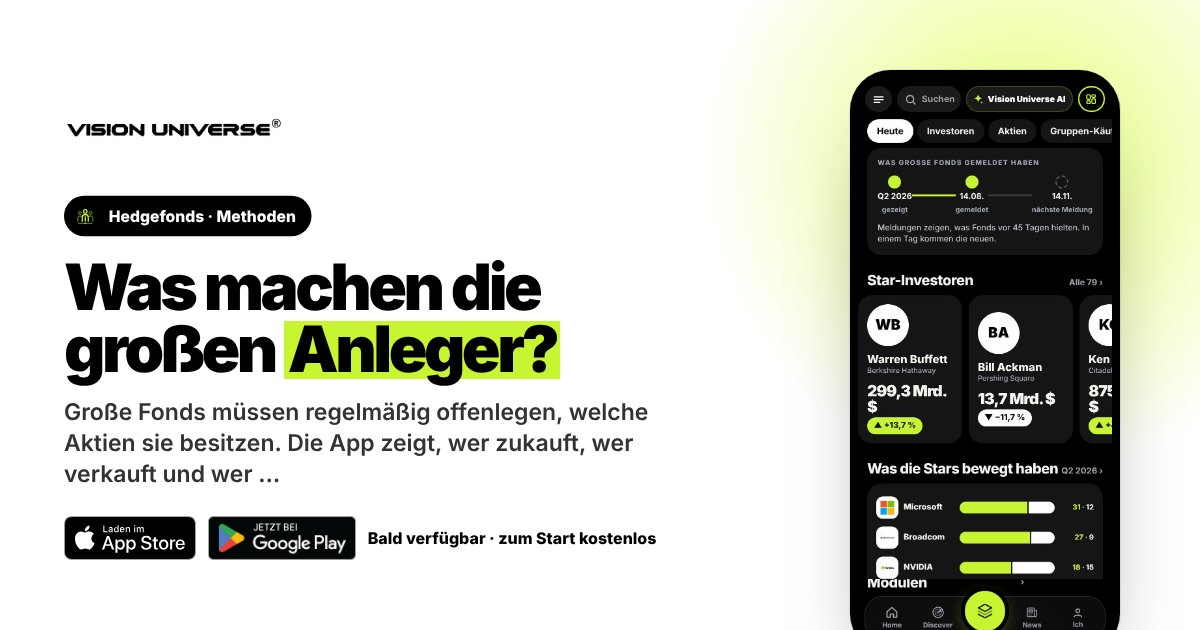 VISION UNIVERSE®
Hedgefonds · Methoden
Was machen die
großen Anleger?
Große Fonds müssen regelmäßig offenlegen, welche
Aktien sie besitzen. Die App zeigt, wer zukauft, wer
verkauft und wer ...
Laden im
App Store
JETZT BEI
Google Play
Bald verfügbar · zum Start kostenlos
Suchen
Vision Universe AI
Heute
Investoren
Aktien
Gruppen-Käuf
WAS GROSSE FONDS GEMELDET HABEN
Q2 2026
14.08.
14.11.
gezeigt
gemeldet
nächste Meldung
Meldungen zeigen, was Fonds vor 45 Tagen hielten. In
einem Tag kommen die neuen.
Star-Investoren
Alle 79 ›
WB
Warren Buffett
Berkshire Hathaway
299,3 Mrd.
$
▲ +13,7 %
BA
Bill Ackman
Pershing Square
13,7 Mrd. $
▼ −11,7 %
Ken
Citadel
875
$
▲ +
Was die Stars bewegt haben
Q2 2026 ›
Microsoft
31 · 12
Broadcom
27 · 9
NVIDIA
18 · 15
Modulen
›
Home
Discover
News
Ich